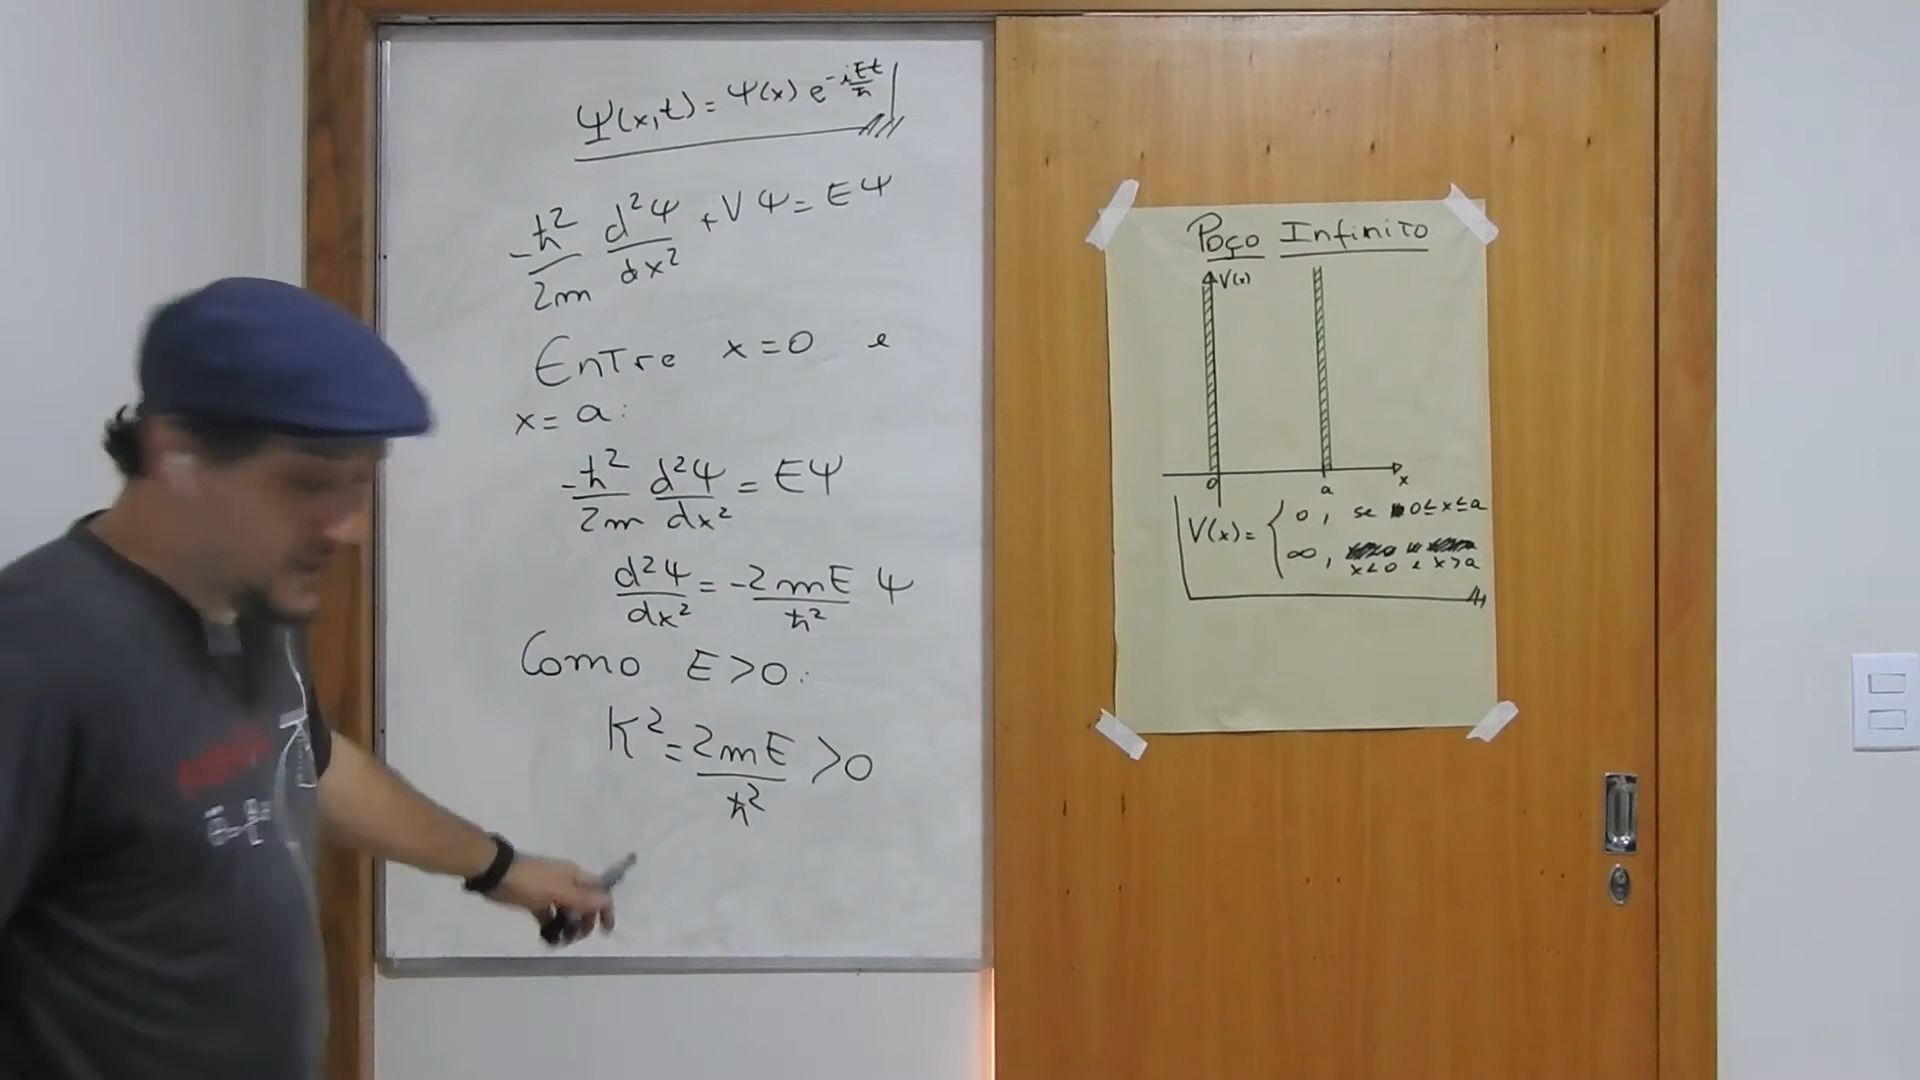 Ψ(x,t) = Ψ(x) e^{-iEt/ħ}
-ħ²/2m d²Ψ/dx² + VΨ = EΨ
Entre x = 0 e
x = a:
-ħ²/2m d²Ψ/dx² = EΨ
d²Ψ/dx² = -2mE/ħ² Ψ
Como E > 0:
K² = 2mE/ħ² > 0
Poço Infinito
V(x)
0 a x
V(x) = { 0, se 0 ≤ x ≤ a
∞, x < 0 e x > a